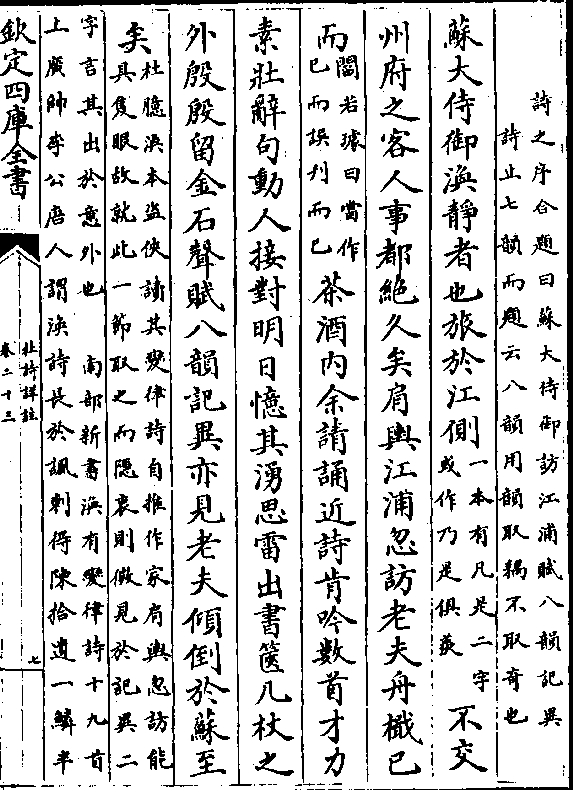 詩之序合題曰蘇大侍御訪江浦賦八韻記異
詩止七韻而題云八韻用韻取耦不取奇也
蘇大侍御渙靜者也旅於江側一本有凡是二字或作乃是俱羨不交
州府之客人事都絶久矣肩輿江浦忽訪老夫舟檝已
而閻若璩曰當作已而誤刋而已茶酒内余請誦近詩肯吟數首才力
素壯辭句動人接對明日憶其湧思雷出書篋几杖之
外殷殷留金石聲賦八韻記異亦見老夫傾倒於蘇至
矣杜臆渙本盜俠讀其變律詩自推作家肩輿忽訪能具隻眼故就此一節取之而隱衷則微見於記異二
字言其出於意外也　南部新書渙有變律詩十九首
上廣帥李公唐人謂渙詩長於諷刺得陳拾遺一鱗半
欽定四庫全書
杜詩詳註
卷二十三
七